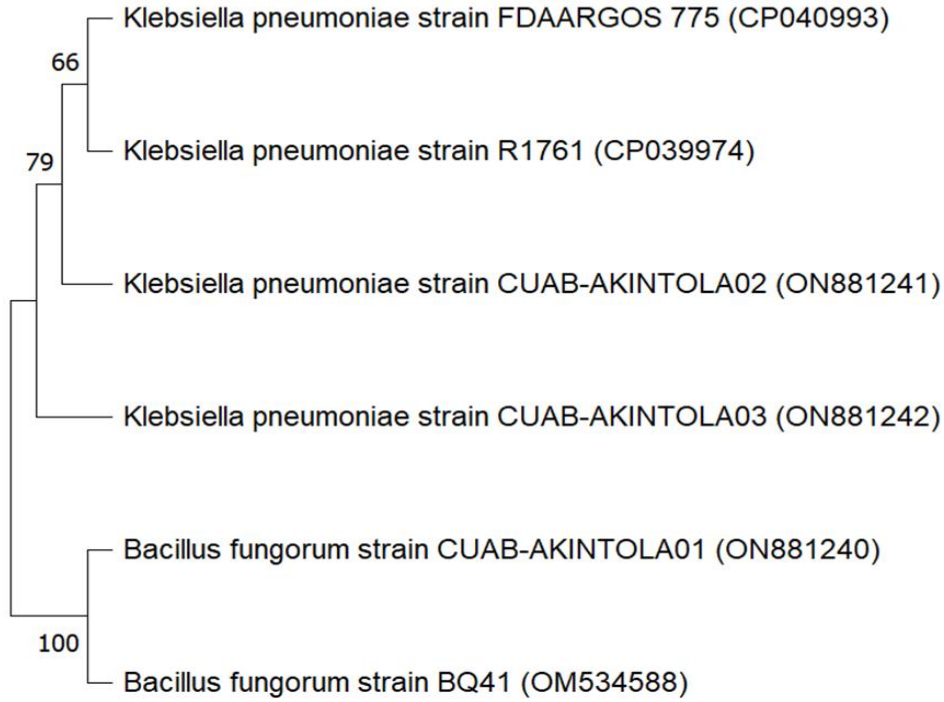 Klebsiella pneumoniae strain FDAARGOS 775 (CP040993)
66
Klebsiella pneumoniae strain R1761 (CP039974)
79
Klebsiella pneumoniae strain CUAB-AKINTOLA02 (ON881241)
Klebsiella pneumoniae strain CUAB-AKINTOLA03 (ON881242)
Bacillus fungorum strain CUAB-AKINTOLA01 (ON881240)
100
Bacillus fungorum strain BQ41 (OM534588)